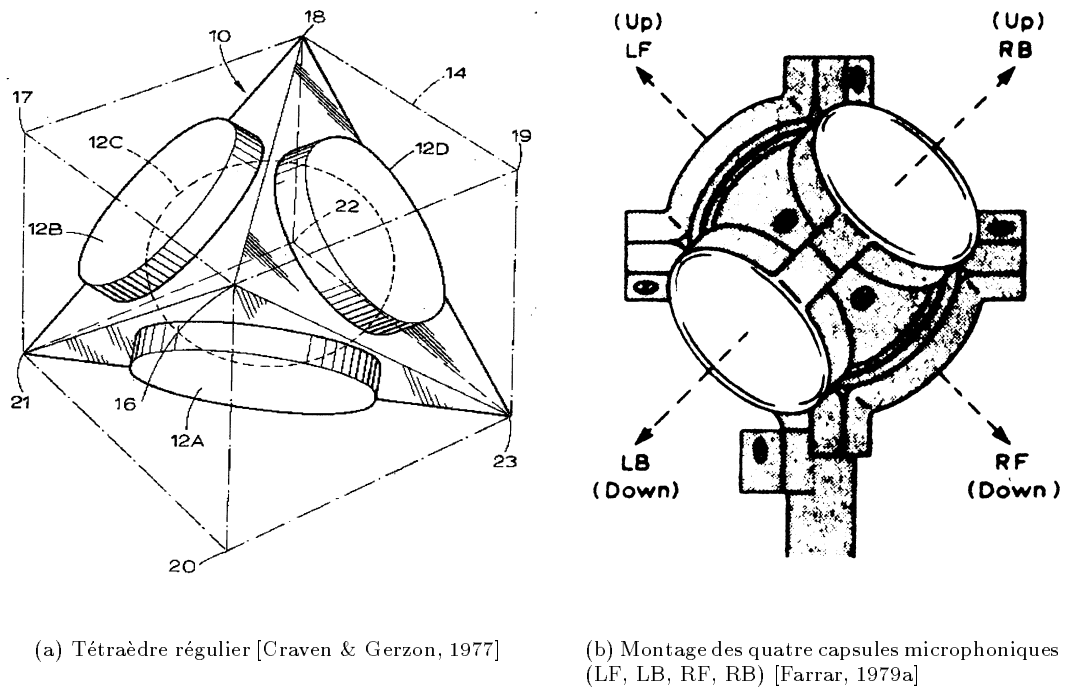 18
10
14
17
19
12C
12D
22
12B
21
16
12A
23
20
(Up)
LF
(Up)
RB
LB
(Down)
RF
(Down)
(a) Tétraèdre régulier [Craven & Gerzon, 1977]
(b) Montage des quatre capsules microphoniques
(LF, LB, RF, RB) [Farrar, 1979a]